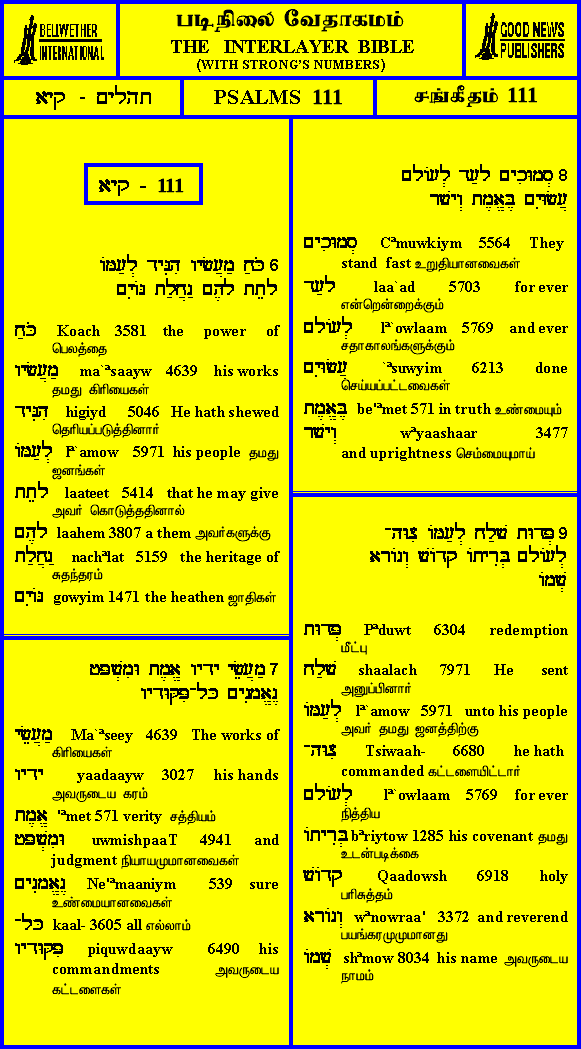 BELLWETHER
INTERNATIONAL
படிநிலை வேதாகமம்
THE INTERLAYER BIBLE
(WITH STRONG'S NUMBERS)
GOOD NEWS
PUBLISHERS
תהלים - קיא
PSALMS 111
சங்கீதம் 111
קיא - 111
6 כֹּחַ מַעֲשָׂיו הִגִּיד לְעַמּוֹ
לָתֵת לָהֶם נַחֲלַת גּוֹיִם
כֹּחַ Koach 3581 the power of
பெலத்தை
מַעֲשָׂיו ma`ªsaayw 4639 his works
தமது கிரியைகள்
הִגִּיד higiyd 5046 He hath shewed
தெரியப்படுத்தினார்
לְעַמּוֹ lª`amow 5971 his people தமது
ஜனங்கள்
לָתֵת laateet 5414 that he may give
அவர் கொடுத்ததினால்
לָהֶם laahem 3807 a them அவர்களுக்கு
נַחֲלַת nachªlat 5159 the heritage of
சுதந்தரம்
גּוֹיִם gowyim 1471 the heathen ஜாதிகள்
7 מַעֲשֵׂי יָדָיו אֱמֶת וּמִשְׁפָּט
נֶאֱמָנִים כָּל־פִּקּוּדָיו
מַעֲשֵׂי Ma`ªseey 4639 The works of
கிரியைகள்
יָדָיו yaadaayw 3027 his hands
அவருடைய கரம்
אֱמֶת 'ªmet 571 verity சத்தியம்
וּמִשְׁפָּט uwmishpaaT 4941 and
judgment நியாயமுமானவைகள்
נֶאֱמָנִים Ne'ªmaaniym 539 sure
உண்மையானவைகள்
כָּל־ kaal- 3605 all எல்லாம்
פִּקּוּדָיו piquwdaayw 6490 his
commandments அவருடைய
கட்டளைகள்
8 סְמוּכִים לָעַד לְעוֹלָם
עֲשׂוּיִם בֶּאֱמֶת וְיָשָׁר
סְמוּכִים Cªmuwkiym 5564 They
stand fast உறுதியானவைகள்
לָעַד laa`ad 5703 for ever
என்றென்றைக்கும்
לְעוֹלָם lª`owlaam 5769 and ever
சதாகாலங்களுக்கும்
עֲשׂוּיִם `ªsuwyim 6213 done
செய்யப்பட்டவைகள்
בֶּאֱמֶת be'ªmet 571 in truth உண்மையும்
וְיָשָׁר wªyaashaar 3477
and uprightness செம்மையுமாய்
9 פְּדוּת שָׁלַח לְעַמּוֹ צִוָּה־
לְעוֹלָם בְּרִיתוֹ קָדוֹשׁ וְנוֹרָא
שְׁמוֹ
פְּדוּת Pªduwt 6304 redemption
மீட்பு
שָׁלַח shaalach 7971 He sent
அனுப்பினார்
לְעַמּוֹ lª`amow 5971 unto his people
அவர் தமது ஜனத்திற்கு
צִוָּה־ Tsiwaah- 6680 he hath
commanded கட்டளையிட்டார்
לְעוֹלָם lª`owlaam 5769 for ever
நித்திய
בְּרִיתוֹ bªriytow 1285 his covenant தமது
உடன்படிக்கை
קָדוֹשׁ Qaadowsh 6918 holy
பரிசுத்தம்
וְנוֹרָא wªnowraa' 3372 and reverend
பயங்கரமுமுமானது
שְׁמוֹ shªmow 8034 his name அவருடைய
நாமம்